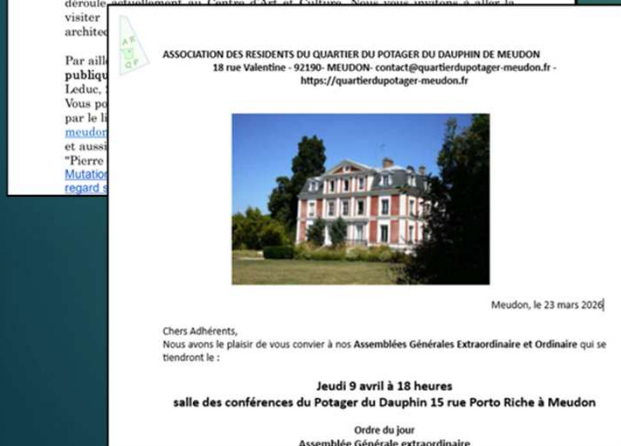 déroule actuellement au Centre d'Art et Culture. Nous vous invitons à aller la
visiter
architec
Par aill
publiqu
Leduc,
Vous po
par le li
meudon
et aussi
"Pierre
Mutation
regard s
AR
QP
ASSOCIATION DES RESIDENTS DU QUARTIER DU POTAGER DU DAUPHIN DE MEUDON
18 rue Valentine - 92190- MEUDON- contact@quartierdupotager-meudon.fr -
https://quartierdupotager-meudon.fr
Meudon, le 23 mars 2026
Chers Adhérents,
Nous avons le plaisir de vous convier à nos Assemblées Générales Extraordinaire et Ordinaire qui se
tiendront le :
Jeudi 9 avril à 18 heures
salle des conférences du Potager du Dauphin 15 rue Porto Riche à Meudon
Ordre du jour
Assemblée Générale extraordinaire